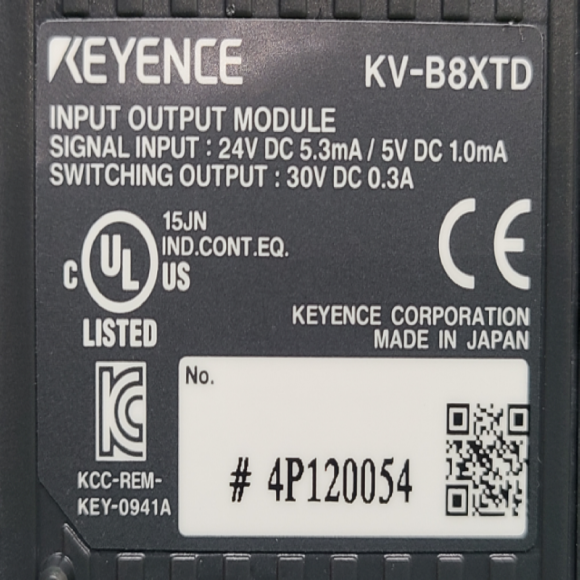 KEYENCE
KV-B8XTD
INPUT OUTPUT MODULE
SIGNAL INPUT : 24V DC 5.3mA / 5V DC 1.0mA
SWITCHING OUTPUT : 30V DC 0.3A
15JN
IND.CONT.EQ.
C UL US
LISTED
CE
KEYENCE CORPORATION
MADE IN JAPAN
KC
KCC-REM-
KEY-0941A
No.
# 4P120054